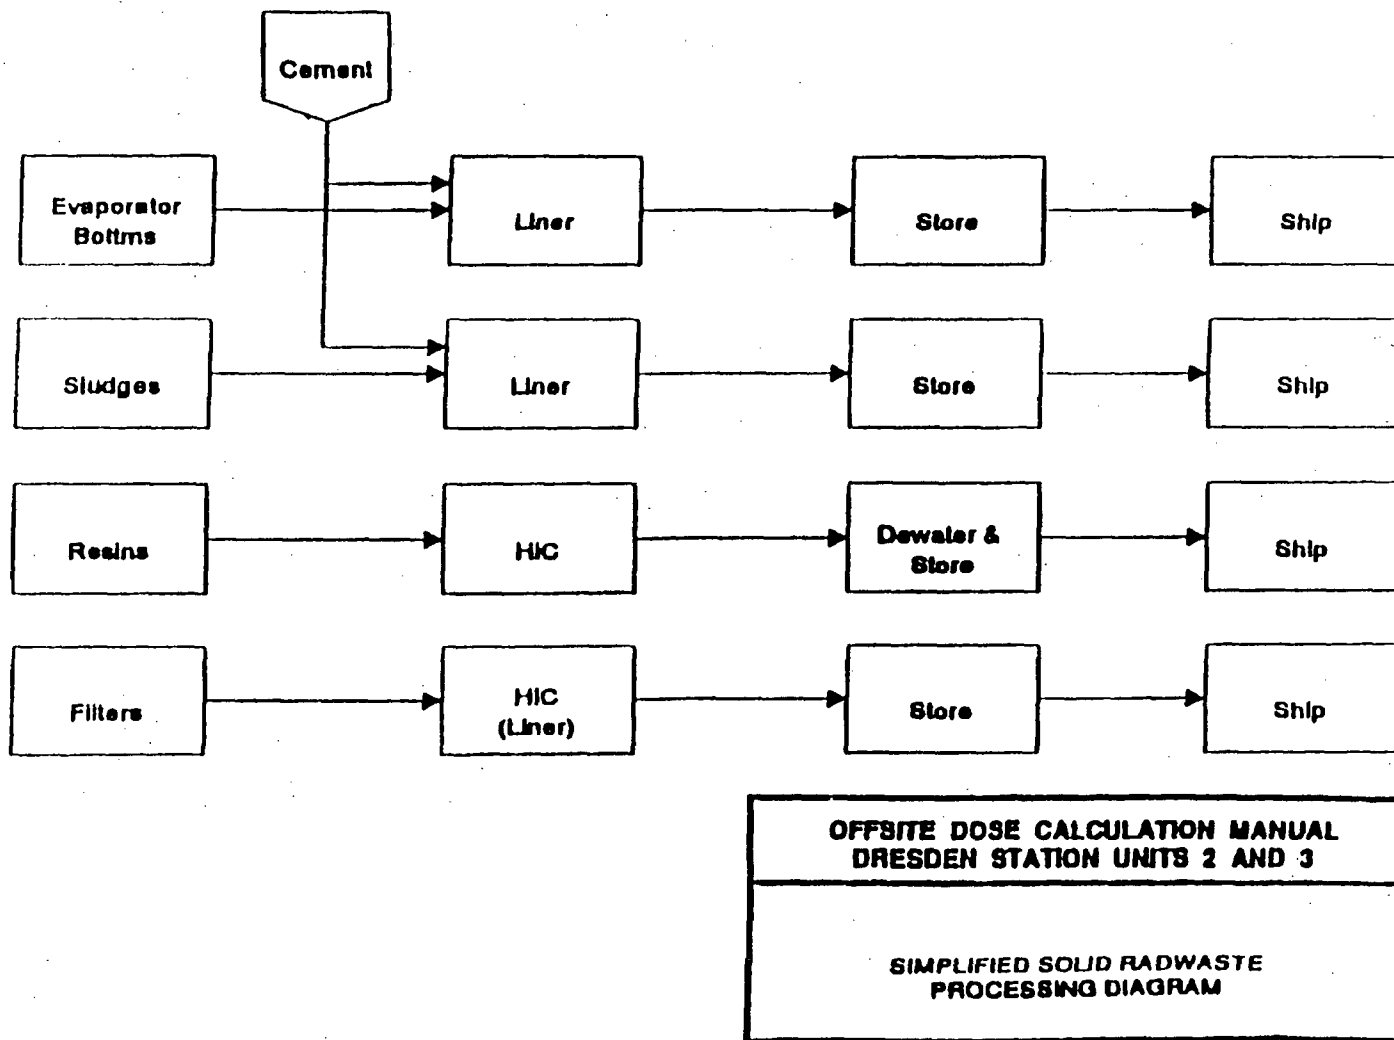 Cement
Evaporator
Bottms
Liner
Store
Ship
Sludges
Liner
Store
Ship
Resins
HIC
Dewater &
Store
Ship
Filters
HIC
(Liner)
Store
Ship
OFFSITE DOSE CALCULATION MANUAL
DRESDEN STATION UNITS 2 AND 3
SIMPLIFIED SOLID RADWASTE
PROCESSING DIAGRAM